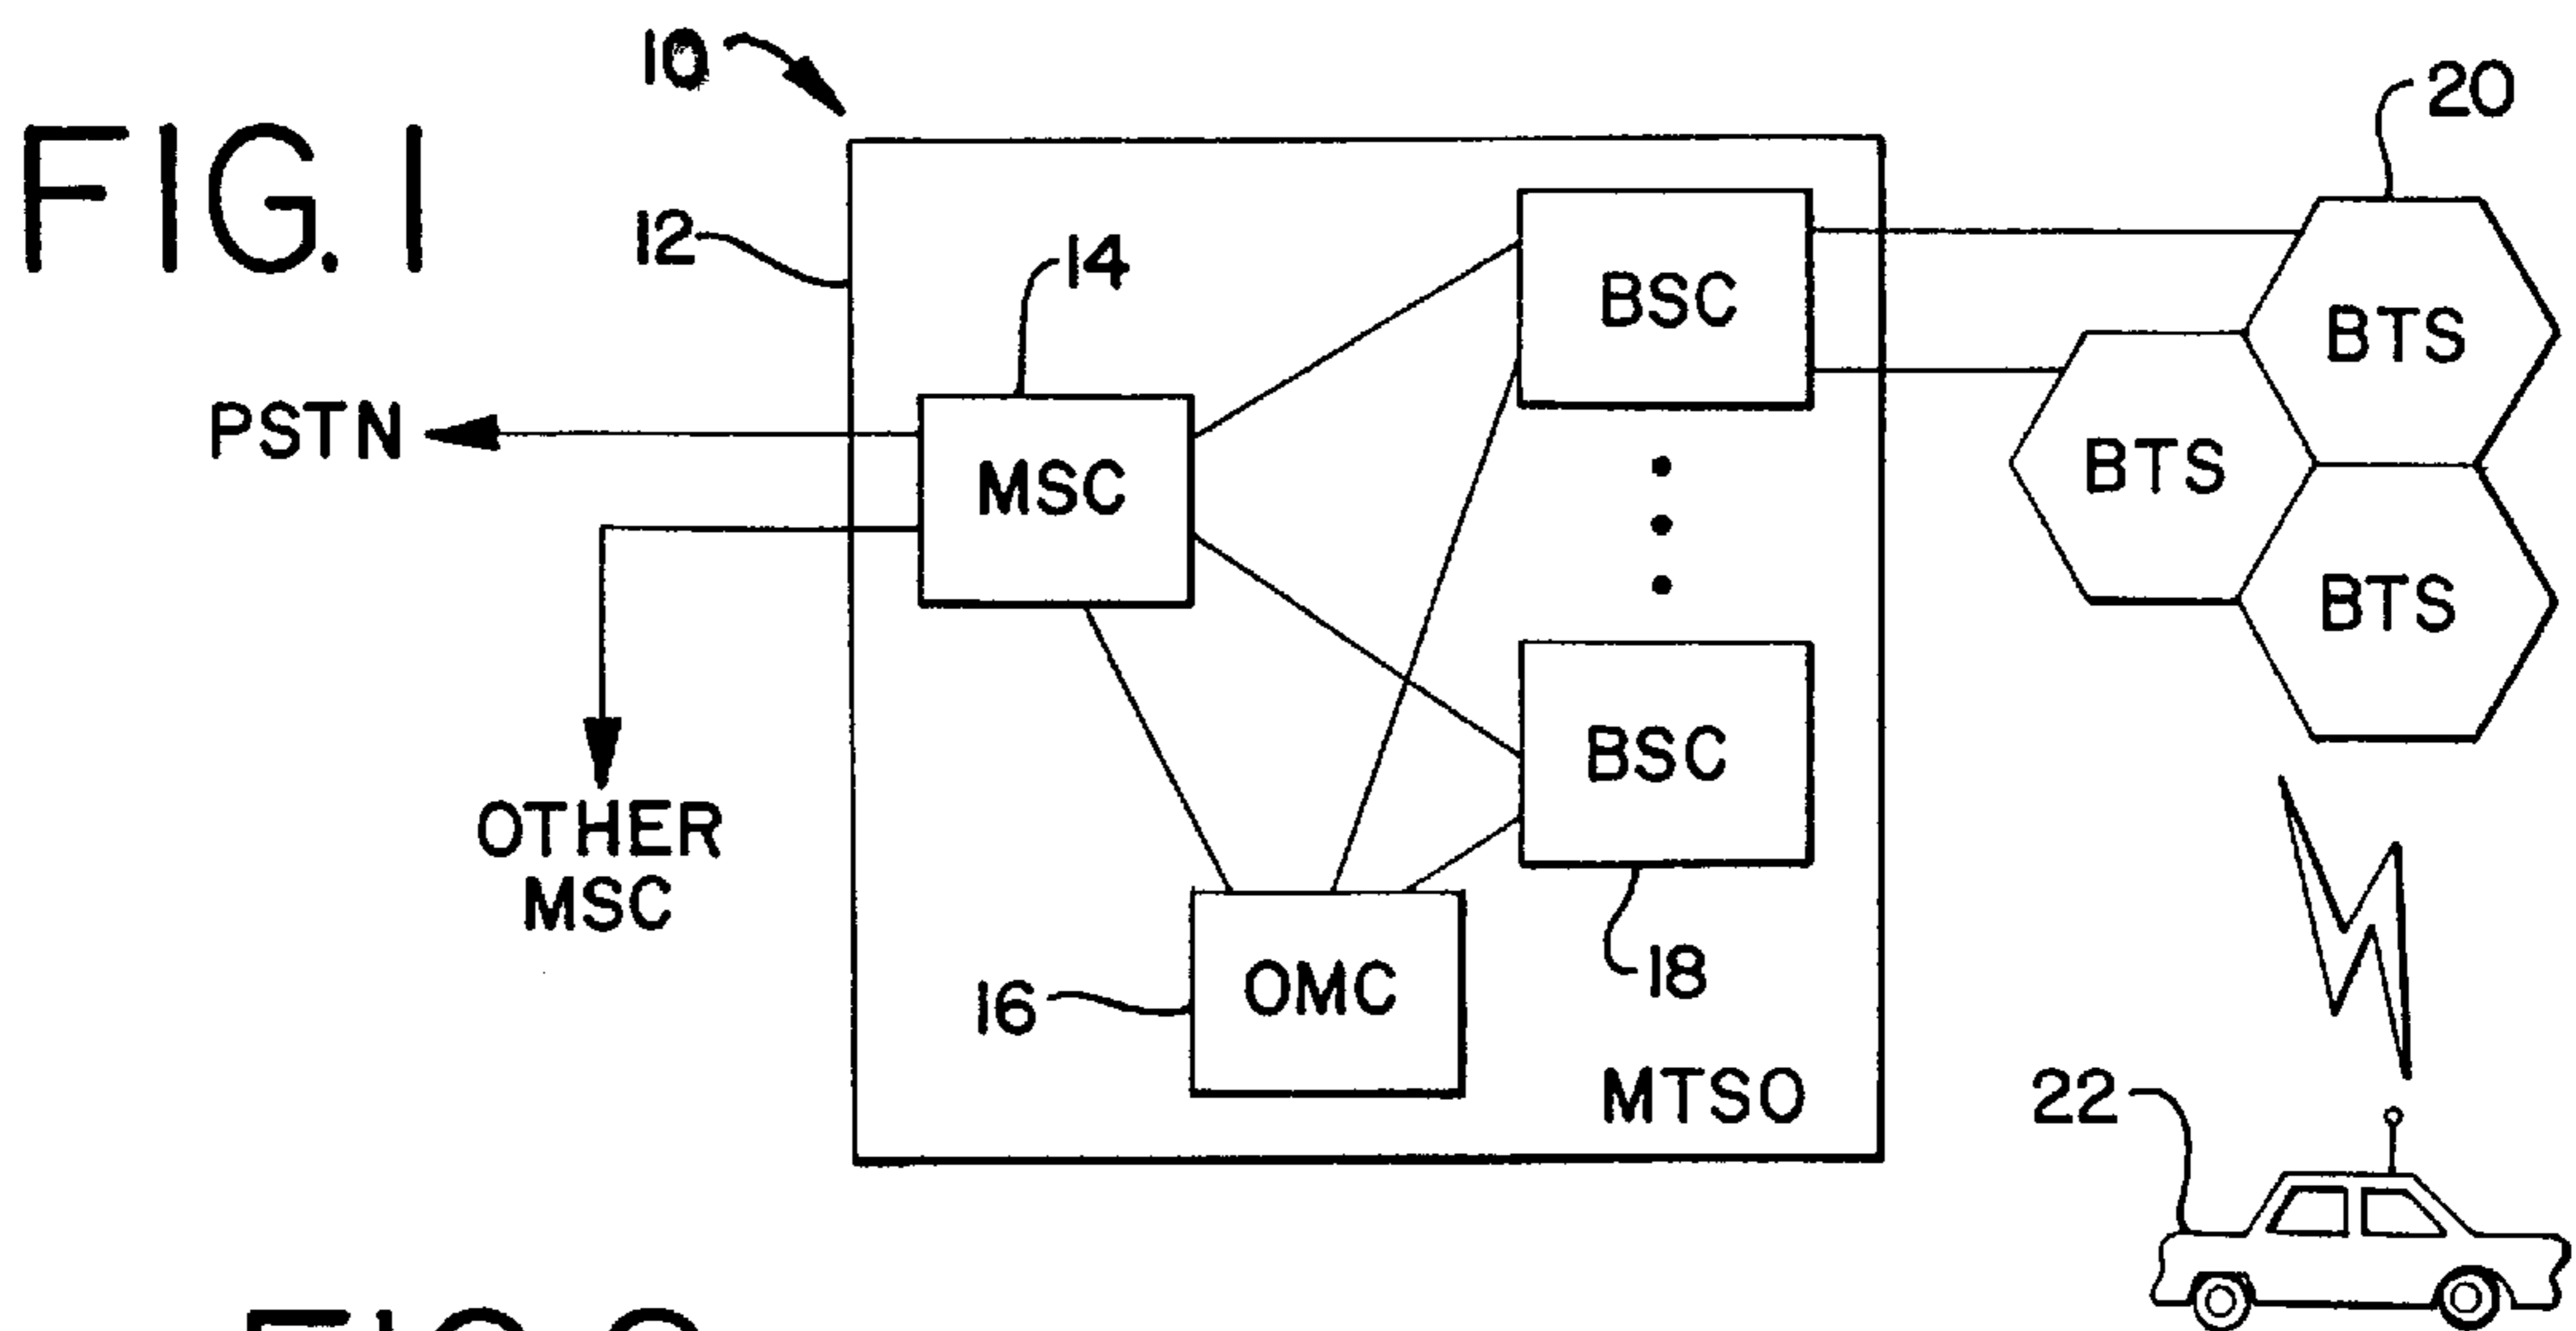 FIG. 1
10
12
14
20
BSC
BTS
PSTN
MSC
BTS
BTS
BSC
OTHER
MSC
18
16
OMC
MTSO
22